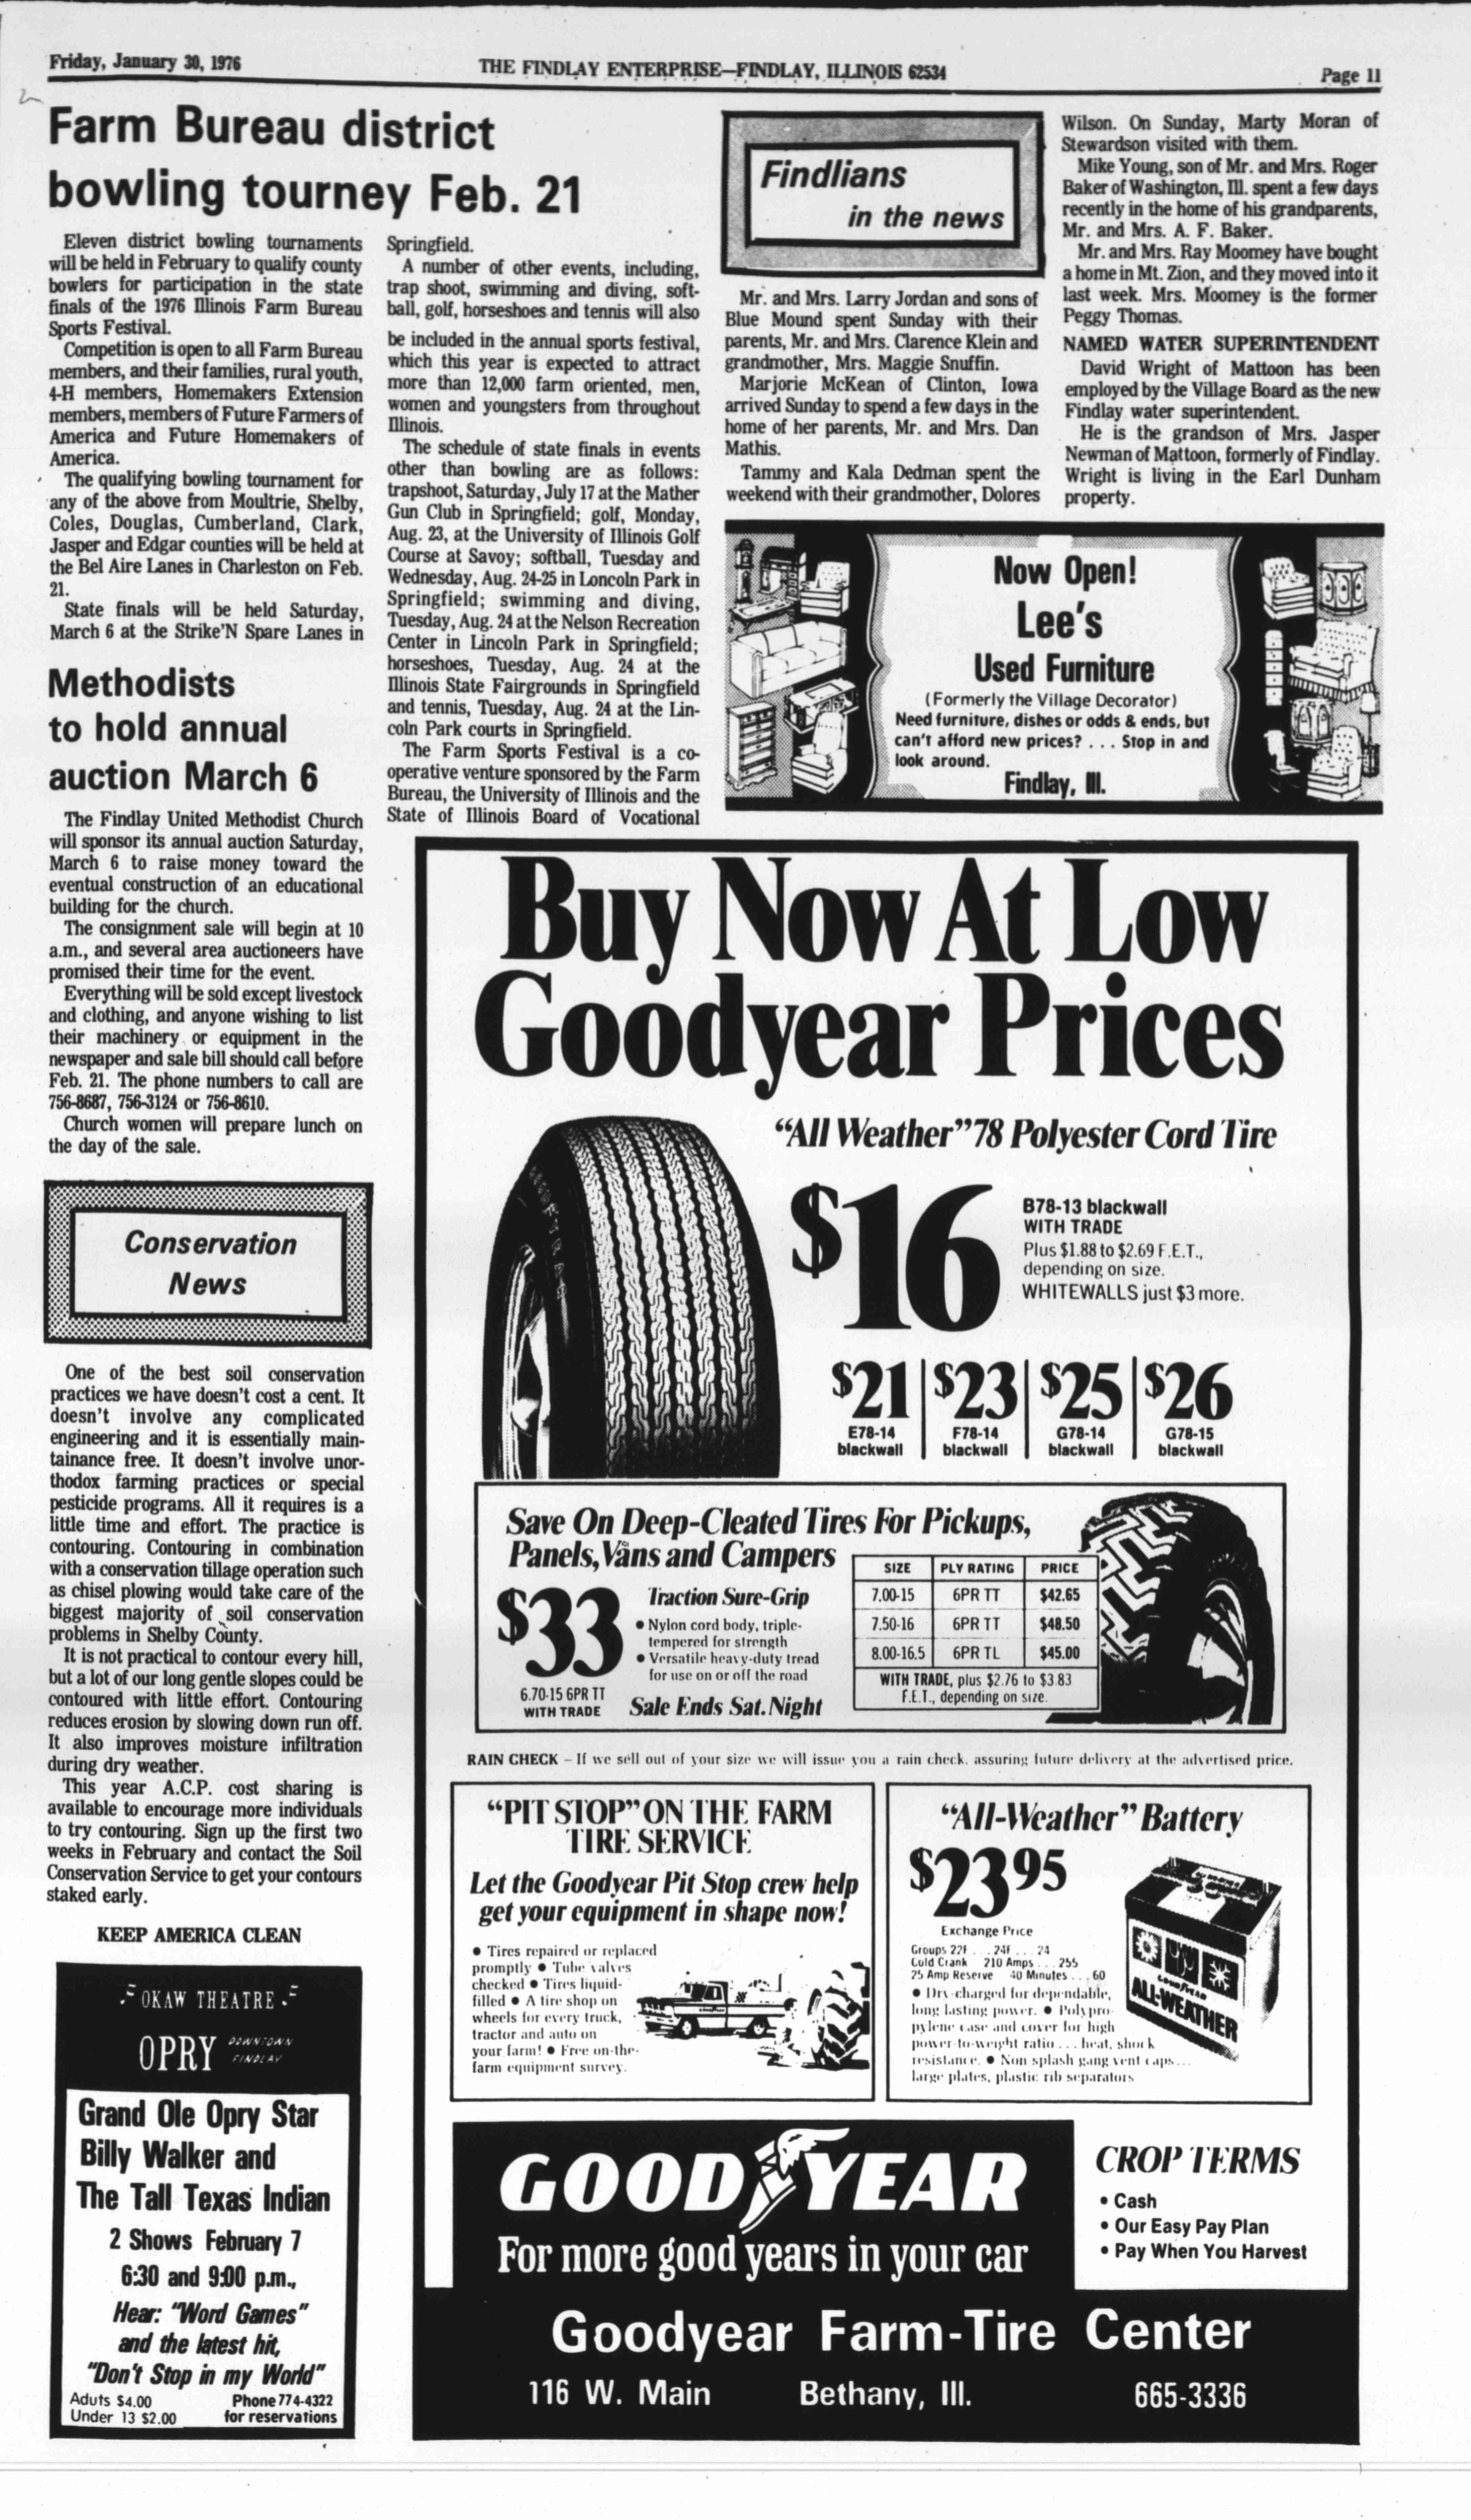 Friday, January 30, 1976
THE FINDLAY ENTERPRISE—FINDLAY, ILLINOIS 62534
Page 11
Farm Bureau district
bowling tourney Feb. 21
Eleven district bowling tournaments
will be held in February to qualify county
bowlers for participation in the state
finals of the 1976 Illinois Farm Bureau
Sports Festival.
Competition is open to all Farm Bureau
members, and their families, rural youth,
4-H members, Homemakers Extension
members, members of Future Farmers of
America and Future Homemakers of
America.
The qualifying bowling tournament for
any of the above from Moultrie, Shelby,
Coles, Douglas, Cumberland, Clark,
Jasper and Edgar counties will be held at
the Bel Aire Lanes in Charleston on Feb.
21.
State finals will be held Saturday,
March 6 at the Strike'N Spare Lanes in
Springfield.
A number of other events, including,
trap shoot, swimming and diving, soft-
ball, golf, horseshoes and tennis will also
be included in the annual sports festival,
which this year is expected to attract
more than 12,000 farm oriented, men,
women and youngsters from throughout
Illinois.
The schedule of state finals in events
other than bowling are as follows:
trapshoot, Saturday, July 17 at the Mather
Gun Club in Springfield; golf, Monday,
Aug. 23, at the University of Illinois Golf
Course at Savoy; softball, Tuesday and
Wednesday, Aug. 24-25 in Loncoln Park in
Springfield; swimming and diving,
Tuesday, Aug. 24 at the Nelson Recreation
Center in Lincoln Park in Springfield;
horseshoes, Tuesday, Aug. 24 at the
Illinois State Fairgrounds in Springfield
and tennis, Tuesday, Aug. 24 at the Lin-
coln Park courts in Springfield.
The Farm Sports Festival is a co-
operative venture sponsored by the Farm
Bureau, the University of Illinois and the
State of Illinois Board of Vocational
Methodists
to hold annual
auction March 6
The Findlay United Methodist Church
will sponsor its annual auction Saturday,
March 6 to raise money toward the
eventual construction of an educational
building for the church.
The consignment sale will begin at 10
a.m., and several area auctioneers have
promised their time for the event.
Everything will be sold except livestock
and clothing, and anyone wishing to list
their machinery or equipment in the
newspaper and sale bill should call before
Feb. 21. The phone numbers to call are
756-8687, 756-3124 or 756-8610.
Church women will prepare lunch on
the day of the sale.
Conservation
News
One of the best soil conservation
practices we have doesn't cost a cent. It
doesn't involve any complicated
engineering and it is essentially main-
tainance free. It doesn't involve unor-
thodox farming practices or special
pesticide programs. All it requires is a
little time and effort. The practice is
contouring. Contouring in combination
with a conservation tillage operation such
as chisel plowing would take care of the
biggest majority of soil conservation
problems in Shelby County.
It is not practical to contour every hill,
but a lot of our long gentle slopes could be
contoured with little effort. Contouring
reduces erosion by slowing down run off.
It also improves moisture infiltration
during dry weather.
This year A.C.P. cost sharing is
available to encourage more individuals
to try contouring. Sign up the first two
weeks in February and contact the Soil
Conservation Service to get your contours
staked early.
KEEP AMERICA CLEAN
OKAW THEATRE
OPRY DOWNTOWN
FINDLAY
Grand Ole Opry Star
Billy Walker and
The Tall Texas Indian
2 Shows February 7
6:30 and 9:00 p.m.,
Hear: "Word Games"
and the latest hit,
"Don't Stop in my World"
Aduts $4.00 Phone 774-4322
Under 13 $2.00 for reservations
Findlians
in the news
Mr. and Mrs. Larry Jordan and sons of
Blue Mound spent Sunday with their
parents, Mr. and Mrs. Clarence Klein and
grandmother, Mrs. Maggie Snuffin.
Marjorie McKean of Clinton, Iowa
arrived Sunday to spend a few days in the
home of her parents, Mr. and Mrs. Dan
Mathis.
Tammy and Kala Dedman spent the
weekend with their grandmother, Dolores
Wilson. On Sunday, Marty Moran of
Stewardson visited with them.
Mike Young, son of Mr. and Mrs. Roger
Baker of Washington, Ill. spent a few days
recently in the home of his grandparents,
Mr. and Mrs. A. F. Baker.
Mr. and Mrs. Ray Moomey have bought
a home in Mt. Zion, and they moved into it
last week. Mrs. Moomey is the former
Peggy Thomas.
NAMED WATER SUPERINTENDENT
David Wright of Mattoon has been
employed by the Village Board as the new
Findlay water superintendent.
He is the grandson of Mrs. Jasper
Newman of Mattoon, formerly of Findlay.
Wright is living in the Earl Dunham
property.
Now Open!
Lee's
Used Furniture
(Formerly the Village Decorator)
Need furniture, dishes or odds & ends, but
can't afford new prices? . . . Stop in and
look around.
Findlay, Ill.
Buy Now At Low
Goodyear Prices
"All Weather" 78 Polyester Cord Tire
$16
B78-13 blackwall
WITH TRADE
Plus $1.88 to $2.69 F.E.T.,
depending on size.
WHITEWALLS just $3 more.
$21 $23 $25 $26
E78-14 F78-14 G78-14 G78-15
blackwall blackwall blackwall blackwall
Save On Deep-Cleated Tires For Pickups,
Panels, Vans and Campers
$33
6.70-15 6PR TT
WITH TRADE
Traction Sure-Grip
• Nylon cord body, triple-
tempered for strength
• Versatile heavy-duty tread
for use on or off the road
Sale Ends Sat. Night
SIZE PLY RATING PRICE
7.00-15 6PR TT $42.65
7.50-16 6PR TT $48.50
8.00-16.5 6PR TL $45.00
WITH TRADE, plus $2.76 to $3.83
F.E.T., depending on size.
RAIN CHECK – If we sell out of your size we will issue you a rain check, assuring future delivery at the advertised price.
"PIT STOP" ON THE FARM
TIRE SERVICE
Let the Goodyear Pit Stop crew help
get your equipment in shape now!
• Tires repaired or replaced
promptly • Tube valves
checked • Tires liquid-
filled • A tire shop on
wheels for every truck,
tractor and auto on
your farm! • Free on-the-
farm equipment survey.
"All-Weather" Battery
$23 95
Exchange Price
Groups 22F . . . 24F . . . 24
Cold Crank 210 Amps . . . 255
25 Amp Reserve 40 Minutes . . . 60
• Dry-charged for dependable,
long lasting power. • Polypro-
pylene case and cover for high
power-to-weight ratio . . . heat, shock
resistance. • Non splash gang vent caps...
large plates, plastic rib separators
GOODYEAR
ALL-WEATHER
GOODYEAR
For more good years in your car
CROP TERMS
• Cash
• Our Easy Pay Plan
• Pay When You Harvest
Goodyear Farm-Tire Center
116 W. Main Bethany, Ill. 665-3336